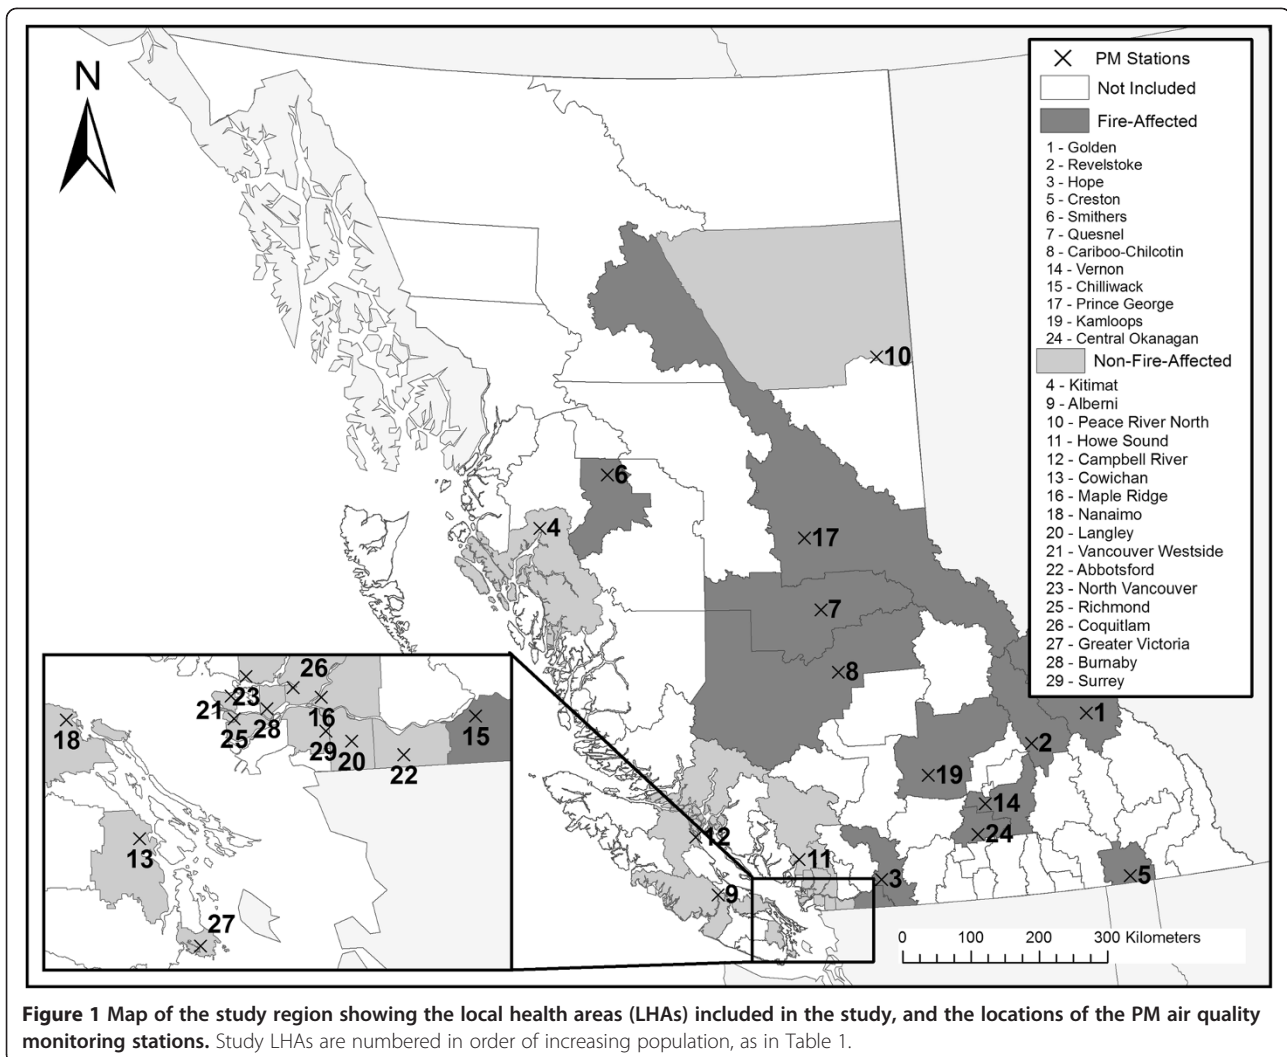 N
PM Stations
Not Included
Fire-Affected
1 - Golden
2 - Revelstoke
3 - Hope
5 - Creston
6 - Smithers
7 - Quesnel
8 - Cariboo-Chilcotin
14 - Vernon
15 - Chilliwack
17 - Prince George
19 - Kamloops
24 - Central Okanagan
Non-Fire-Affected
4 - Kitimat
9 - Alberni
10 - Peace River North
11 - Howe Sound
12 - Campbell River
13 - Cowichan
16 - Maple Ridge
18 - Nanaimo
20 - Langley
21 - Vancouver Westside
22 - Abbotsford
23 - North Vancouver
25 - Richmond
26 - Coquitlam
27 - Greater Victoria
28 - Burnaby
29 - Surrey
10
6
4
17
7
8
1
2
19
14
24
12
11
3
5
9
26
23
21
16
28
25
18
29
20
15
22
13
27
0 100 200 300 Kilometers
Figure 1 Map of the study region showing the local health areas (LHAs) included in the study, and the locations of the PM air quality
monitoring stations. Study LHAs are numbered in order of increasing population, as in Table 1.